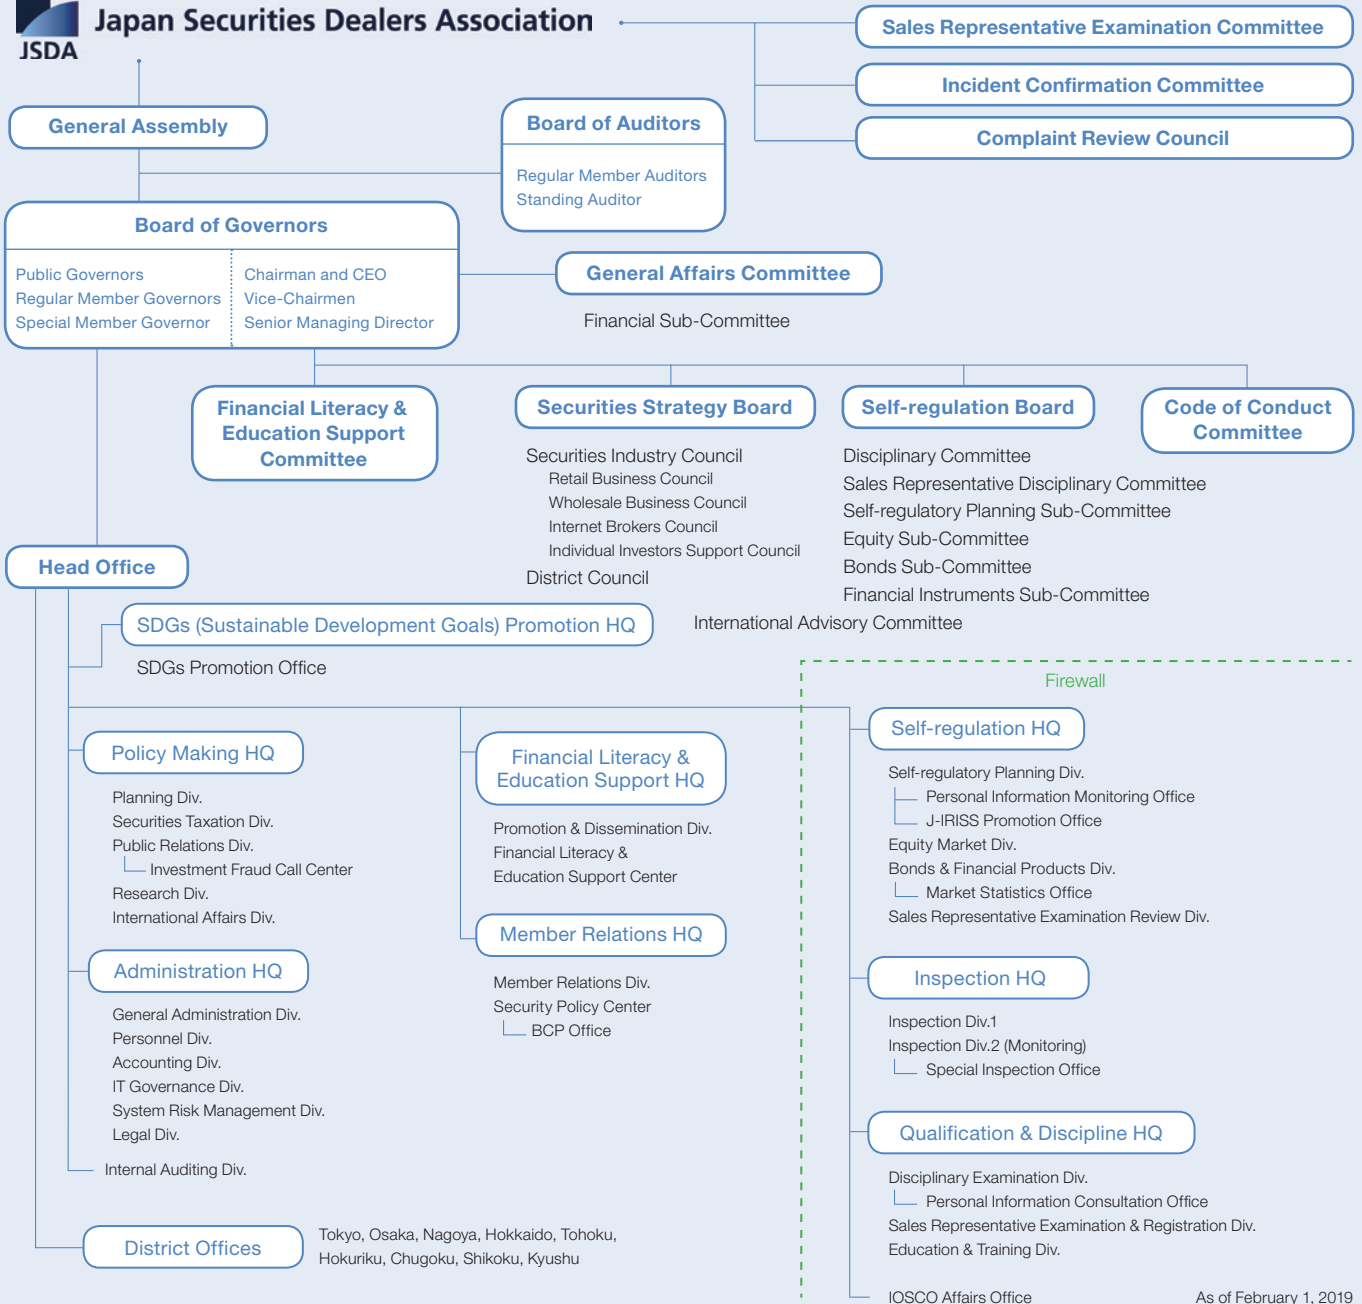 JSDA
Japan Securities Dealers Association
Sales Representative Examination Committee
Incident Confirmation Committee
Complaint Review Council
General Assembly
Board of Auditors
Regular Member Auditors
Standing Auditor
Board of Governors
Public Governors
Regular Member Governors
Special Member Governor
Chairman and CEO
Vice-Chairmen
Senior Managing Director
General Affairs Committee
Financial Sub-Committee
Financial Literacy &
Education Support
Committee
Securities Strategy Board
Securities Industry Council
Retail Business Council
Wholesale Business Council
Internet Brokers Council
Individual Investors Support Council
District Council
Self-regulation Board
Disciplinary Committee
Sales Representative Disciplinary Committee
Self-regulatory Planning Sub-Committee
Equity Sub-Committee
Bonds Sub-Committee
Financial Instruments Sub-Committee
Code of Conduct
Committee
International Advisory Committee
Head Office
SDGs (Sustainable Development Goals) Promotion HQ
SDGs Promotion Office
Policy Making HQ
Planning Div.
Securities Taxation Div.
Public Relations Div.
Investment Fraud Call Center
Research Div.
International Affairs Div.
Administration HQ
General Administration Div.
Personnel Div.
Accounting Div.
IT Governance Div.
System Risk Management Div.
Legal Div.
Internal Auditing Div.
District Offices
Tokyo, Osaka, Nagoya, Hokkaido, Tohoku,
Hokuriku, Chugoku, Shikoku, Kyushu
Financial Literacy &
Education Support HQ
Promotion & Dissemination Div.
Financial Literacy &
Education Support Center
Member Relations HQ
Member Relations Div.
Security Policy Center
BCP Office
Firewall
Self-regulation HQ
Self-regulatory Planning Div.
Personal Information Monitoring Office
J-IRISS Promotion Office
Equity Market Div.
Bonds & Financial Products Div.
Market Statistics Office
Sales Representative Examination Review Div.
Inspection HQ
Inspection Div.1
Inspection Div.2 (Monitoring)
Special Inspection Office
Qualification & Discipline HQ
Disciplinary Examination Div.
Personal Information Consultation Office
Sales Representative Examination & Registration Div.
Education & Training Div.
IOSCO Affairs Office
As of February 1, 2019